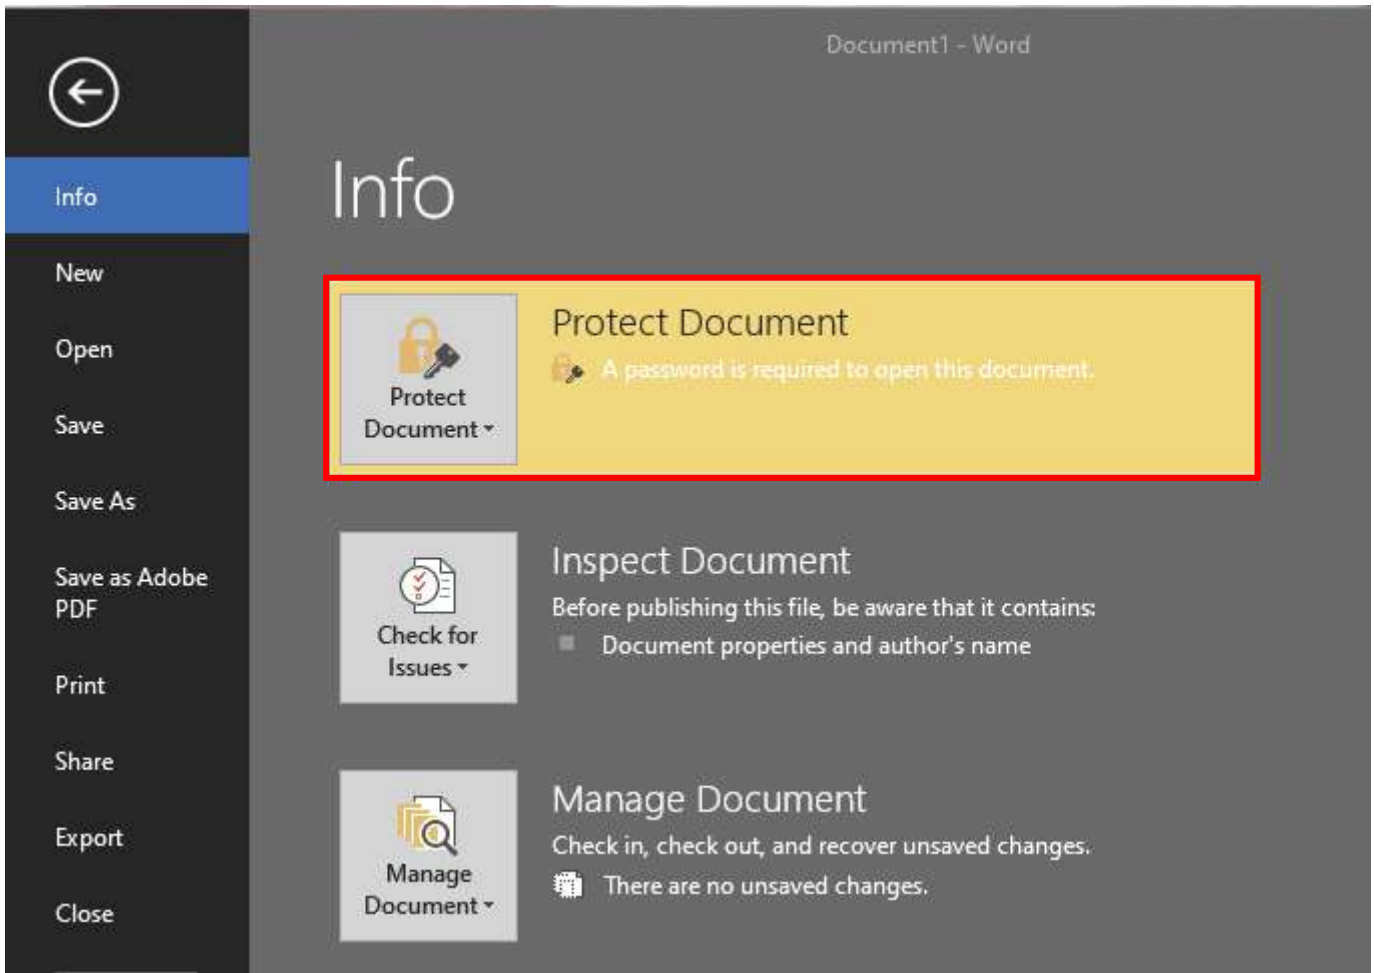 Document1 - Word
Info
New
Open
Save
Save As
Save as Adobe
PDF
Print
Share
Export
Close
Info
Protect
Document
Protect Document
A password is required to open this document.
Check for
Issues
Inspect Document
Before publishing this file, be aware that it contains:
Document properties and author's name
Manage
Document
Manage Document
Check in, check out, and recover unsaved changes.
There are no unsaved changes.